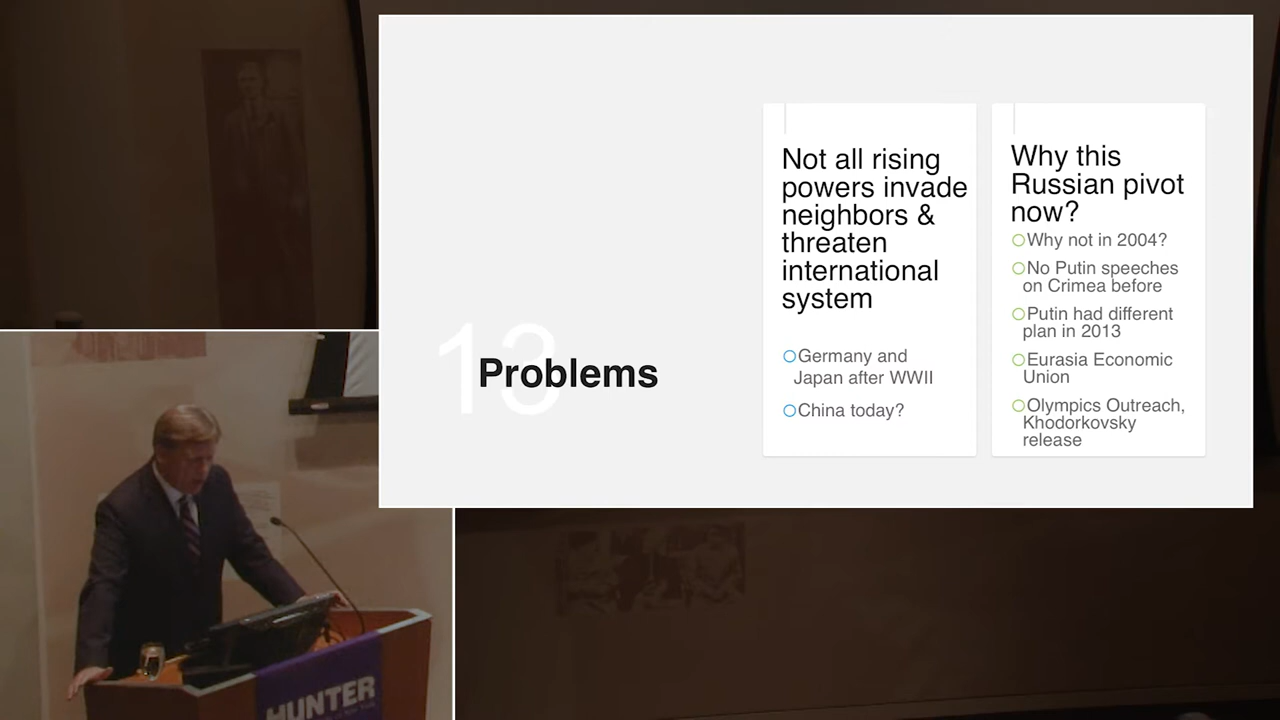 13
Problems
Not all rising
powers invade
neighbors &
threaten
international
system
Germany and
Japan after WWII
China today?
Why this
Russian pivot
now?
Why not in 2004?
No Putin speeches
on Crimea before
Putin had different
plan in 2013
Eurasia Economic
Union
Olympics Outreach,
Khodorkovsky
release
HUNTER